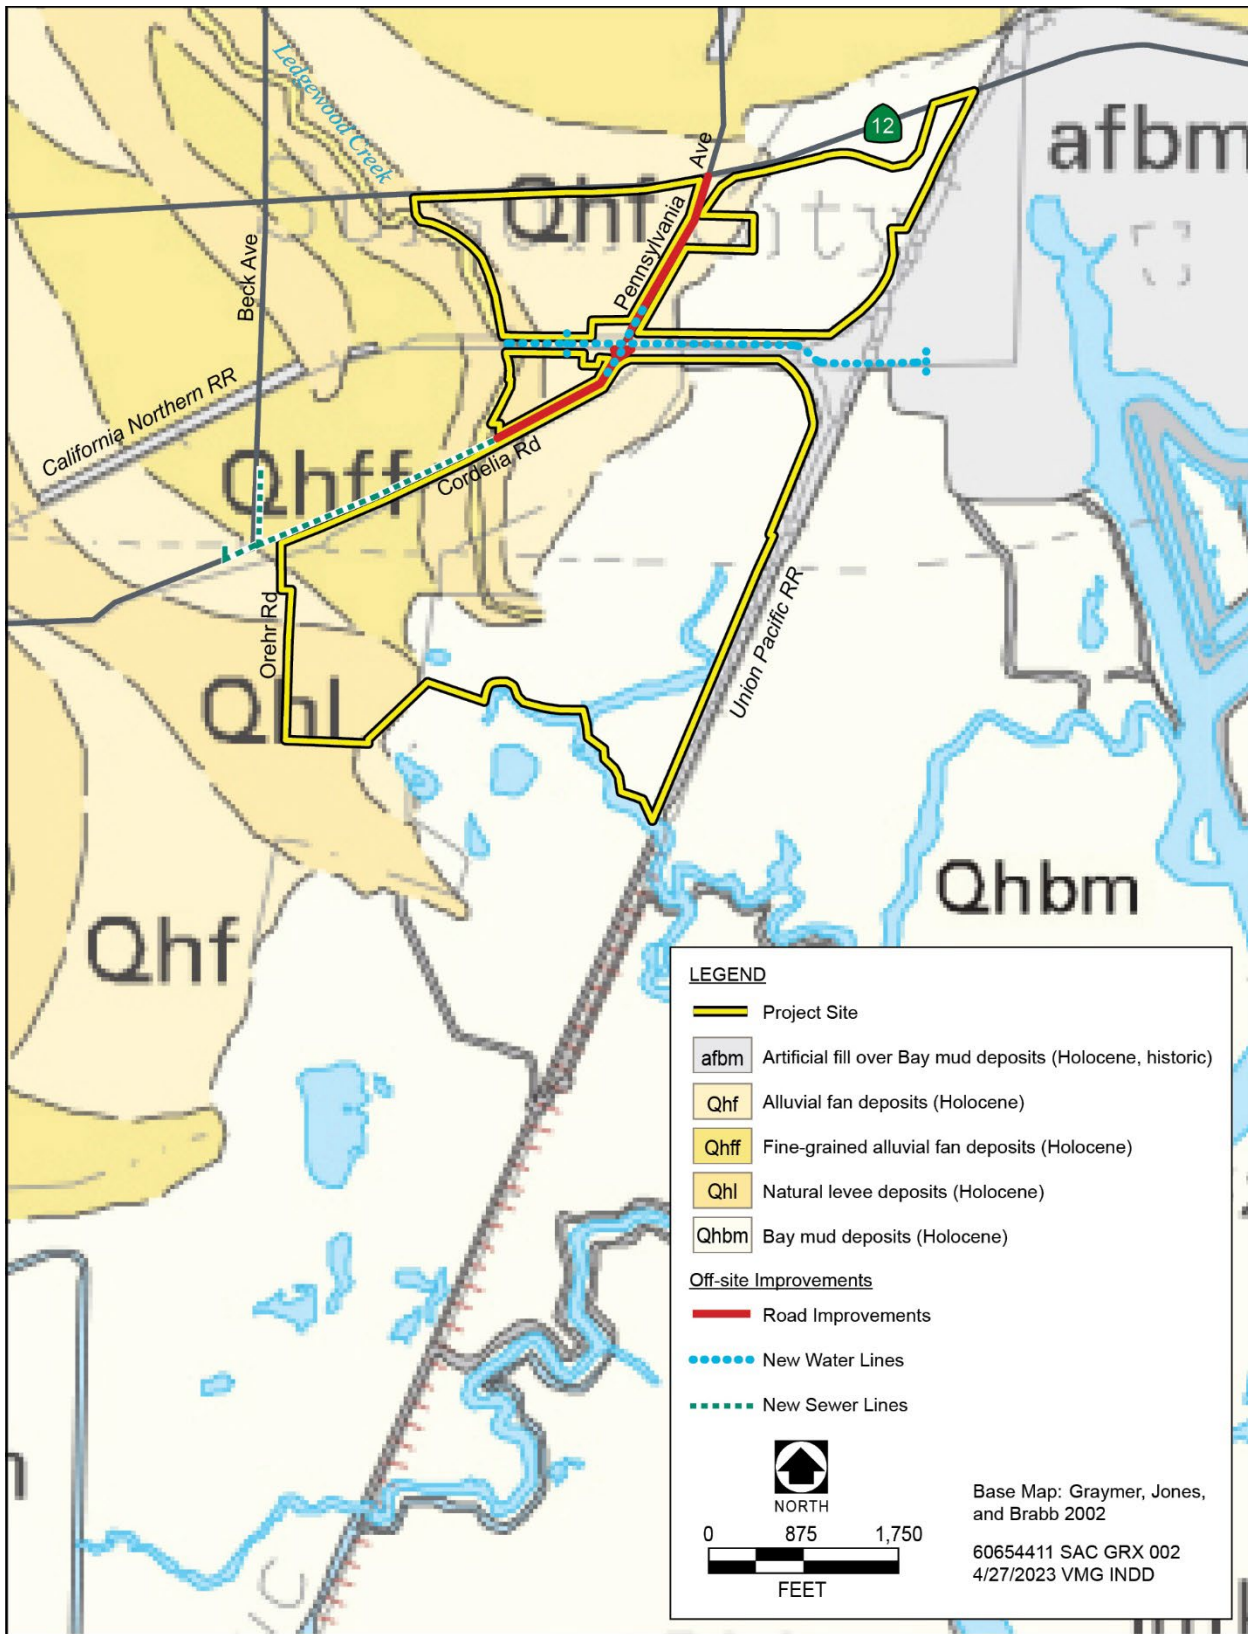 Ledgewood Creek
12
Ave
afbm
Suisun City
Qhf
Pennsylvania
Beck Ave
California Northern RR
Qhff
Cordelia Rd
Orehr Rd
Union Pacific RR
Qhl
Qhbm
Qhf
LEGEND
Project Site
afbm Artificial fill over Bay mud deposits (Holocene, historic)
Qhf Alluvial fan deposits (Holocene)
Qhff Fine-grained alluvial fan deposits (Holocene)
Qhl Natural levee deposits (Holocene)
Qhbm Bay mud deposits (Holocene)
Off-site Improvements
Road Improvements
New Water Lines
New Sewer Lines
NORTH
0 875 1,750
FEET
Base Map: Graymer, Jones,
and Brabb 2002
60654411 SAC GRX 002
4/27/2023 VMG INDD